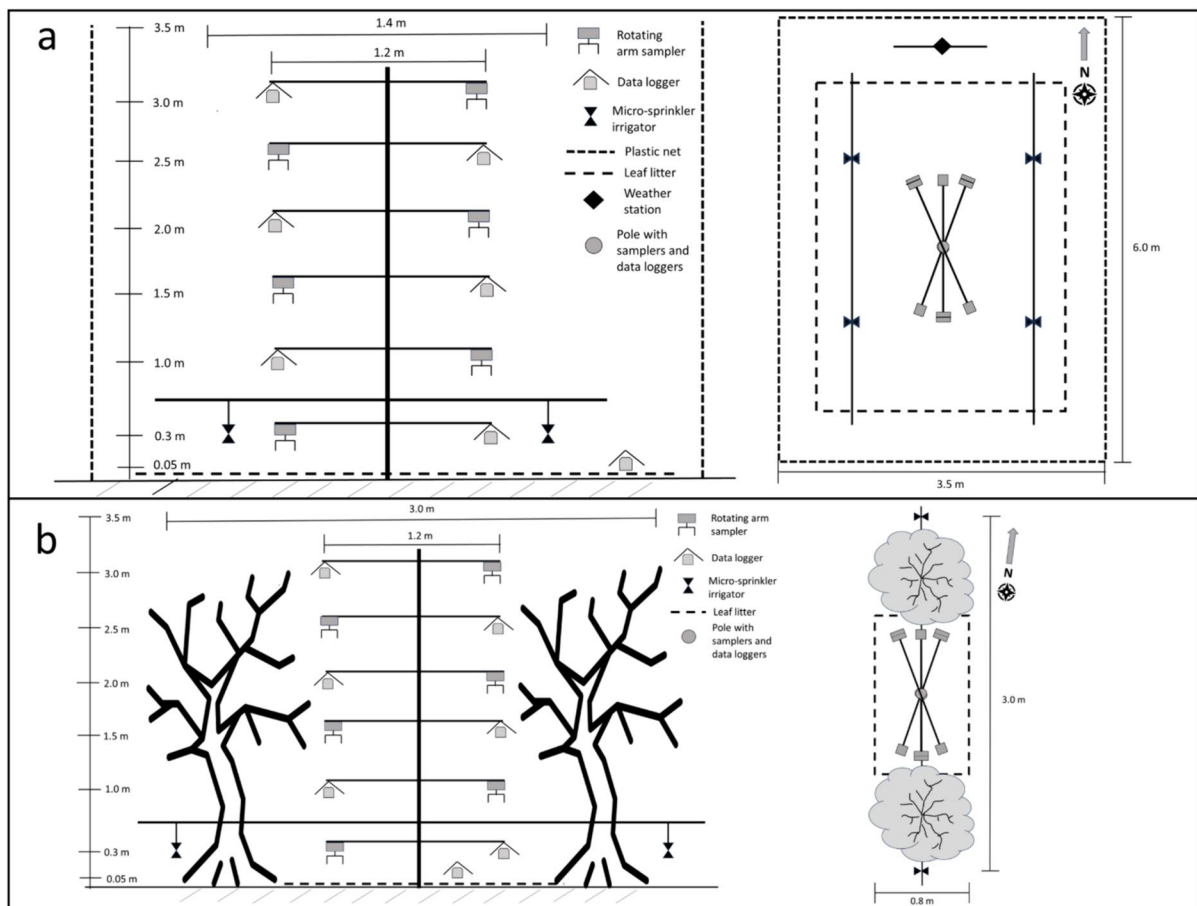 a
3.5 m
3.0 m
2.5 m
2.0 m
1.5 m
1.0 m
0.3 m
0.05 m
1.4 m
1.2 m
Rotating
arm sampler
Data logger
Micro-sprinkler
irrigator
Plastic net
Leaf litter
Weather
station
Pole with
samplers and
data loggers
N
6.0 m
3.5 m
b
3.5 m
3.0 m
2.5 m
2.0 m
1.5 m
1.0 m
0.3 m
0.05 m
3.0 m
1.2 m
Rotating arm
sampler
Data logger
Micro-sprinkler
irrigator
Leaf litter
Pole with
samplers and
data loggers
N
3.0 m
0.8 m